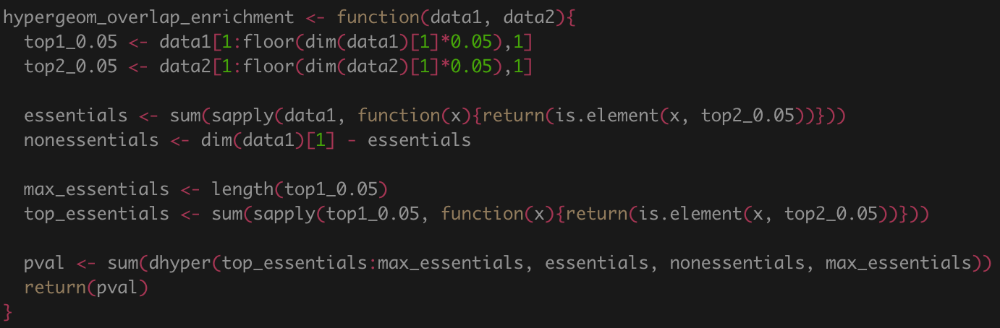 hypergeom_overlap_enrichment <- function(data1, data2){
  top1_0.05 <- data1[1:floor(dim(data1)[1]*0.05),1]
  top2_0.05 <- data2[1:floor(dim(data2)[1]*0.05),1]

  essentials <- sum(sapply(data1, function(x){return(is.element(x, top2_0.05))}))
  nonessentials <- dim(data1)[1] - essentials

  max_essentials <- length(top1_0.05)
  top_essentials <- sum(sapply(top1_0.05, function(x){return(is.element(x, top2_0.05))}))

  pval <- sum(dhyper(top_essentials:max_essentials, essentials, nonessentials, max_essentials))
  return(pval)
}